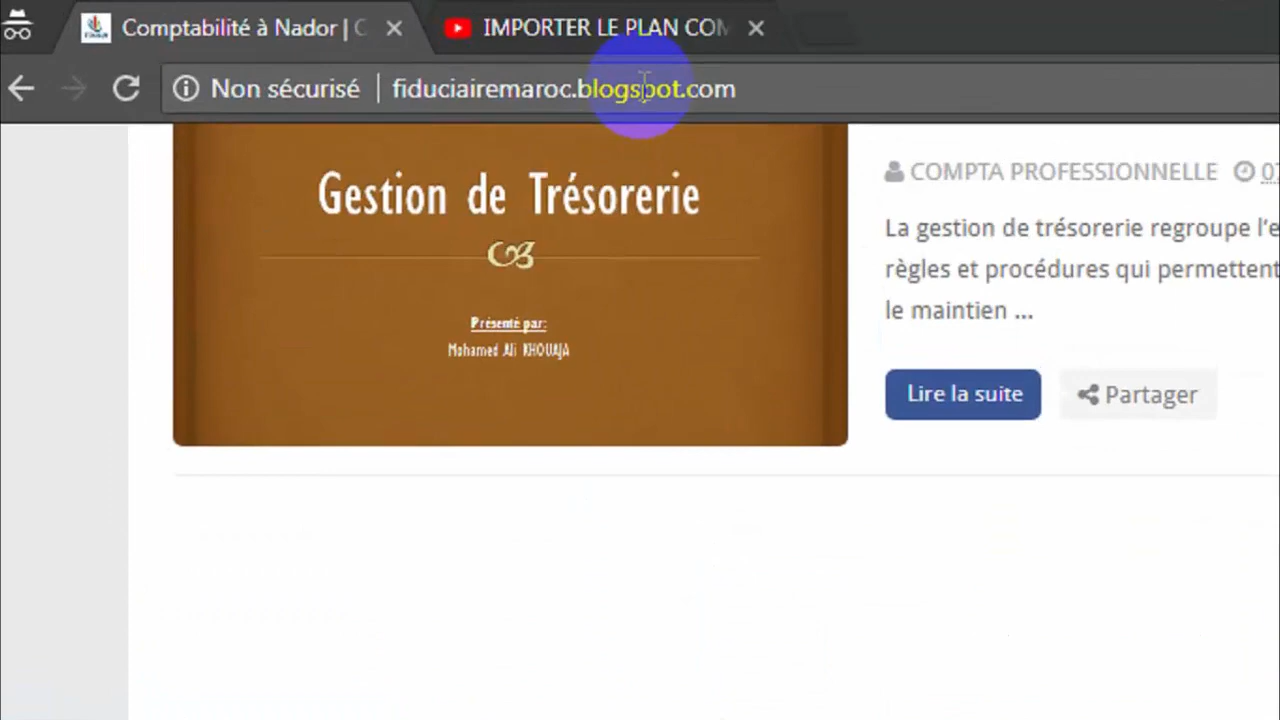 Comptabilité à Nador | C
IMPORTER LE PLAN COM
Non sécurisé | fiduciairemaroc.blogspot.com
Gestion de Trésorerie
Présenté par:
Mohamed Ali KHOUAJA
COMPTA PROFESSIONNELLE 07
La gestion de trésorerie regroupe l'e
règles et procédures qui permettent
le maintien ...
Lire la suite
Partager